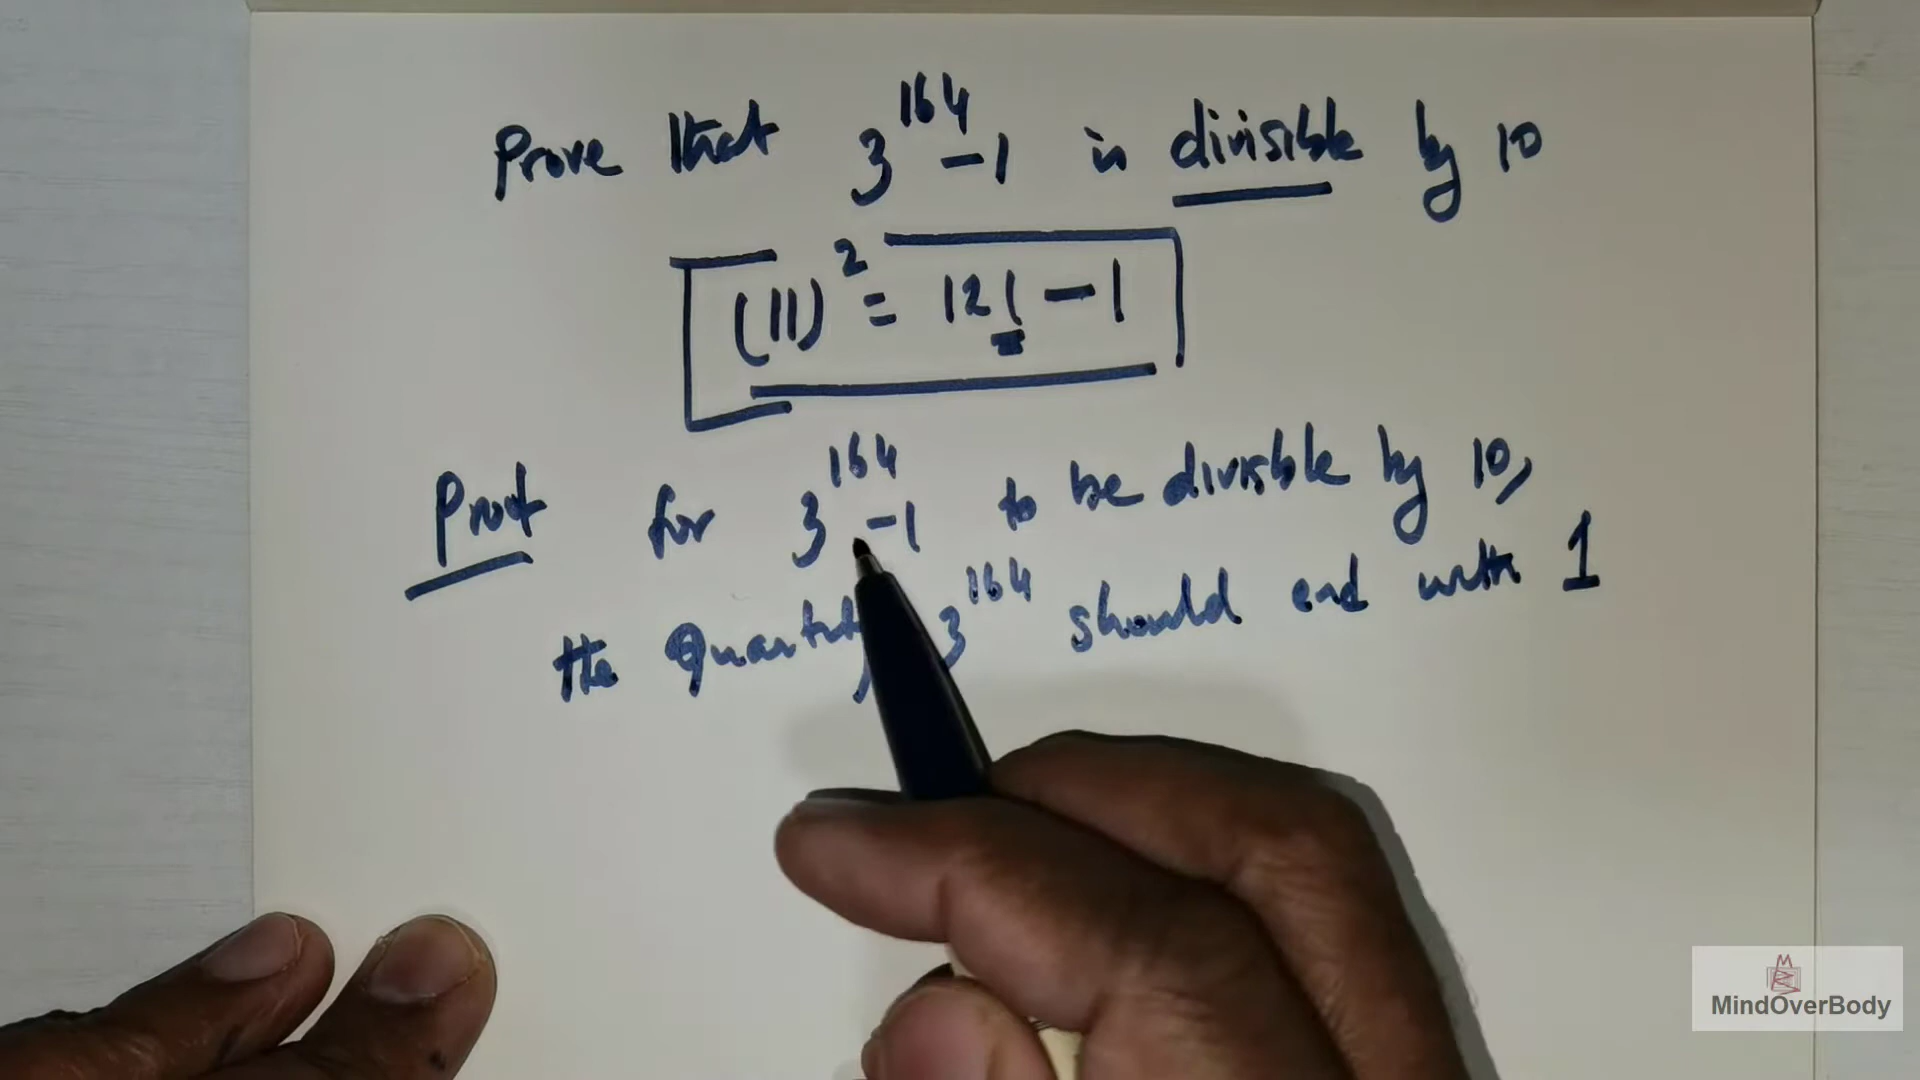 Prove that 3^164 - 1 is divisible by 10
(11)^2 = 121 - 1
Proof for 3^164 - 1 to be divisible by 10,
the Quantity 3^164 should end with 1
MindOverBody